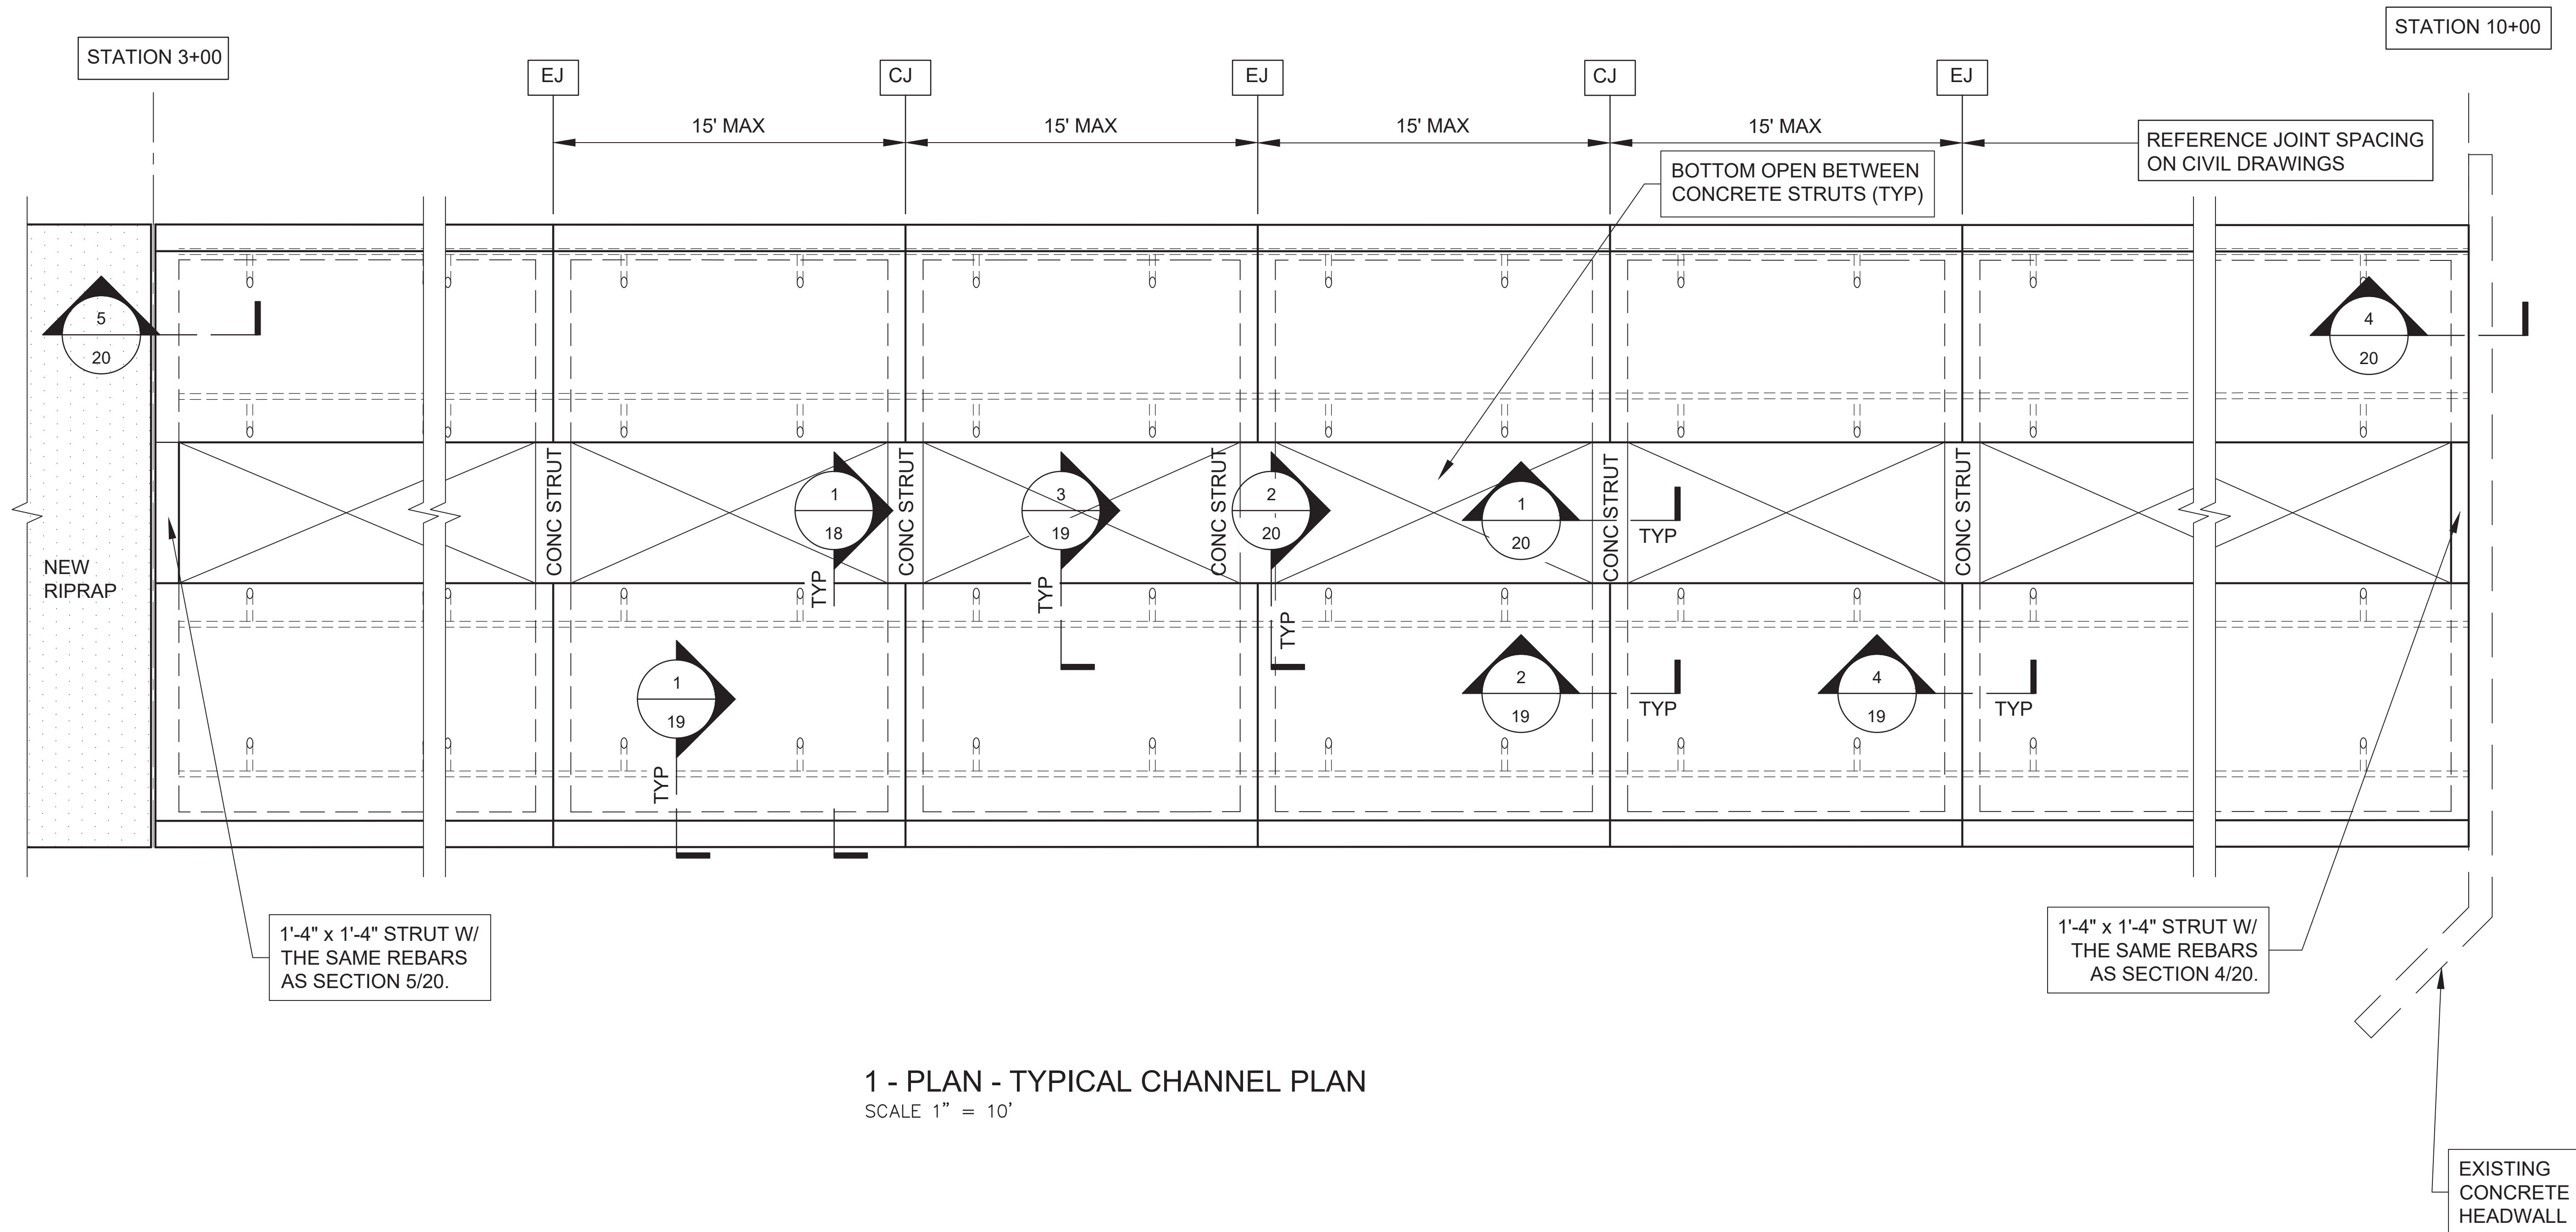 STATION 10+00
STATION 3+00
EJ
CJ
EJ
CJ
EJ
15' MAX
15' MAX
15' MAX
15' MAX
REFERENCE JOINT SPACING
ON CIVIL DRAWINGS
BOTTOM OPEN BETWEEN
CONCRETE STRUTS (TYP)
5
20
4
20
CONC STRUT
1
18
TYP
CONC STRUT
3
19
TYP
CONC STRUT
2
20
TYP
1
20
TYP
CONC STRUT
CONC STRUT
NEW
RIPRAP
1
19
TYP
2
19
TYP
4
19
TYP
1'-4" x 1'-4" STRUT W/
THE SAME REBARS
AS SECTION 5/20.
1'-4" x 1'-4" STRUT W/
THE SAME REBARS
AS SECTION 4/20.
1 - PLAN - TYPICAL CHANNEL PLAN
SCALE 1” = 10’
EXISTING
CONCRETE
HEADWALL